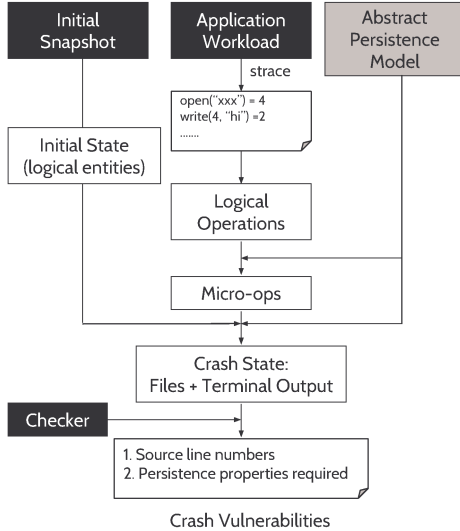 Initial
Snapshot
Application
Workload
Abstract
Persistence
Model
strace
open("xxx") = 4
write(4, "hi") =2
.......
Initial State
(logical entities)
Logical
Operations
Micro-ops
Crash State:
Files + Terminal Output
Checker
1. Source line numbers
2. Persistence properties required
Crash Vulnerabilities